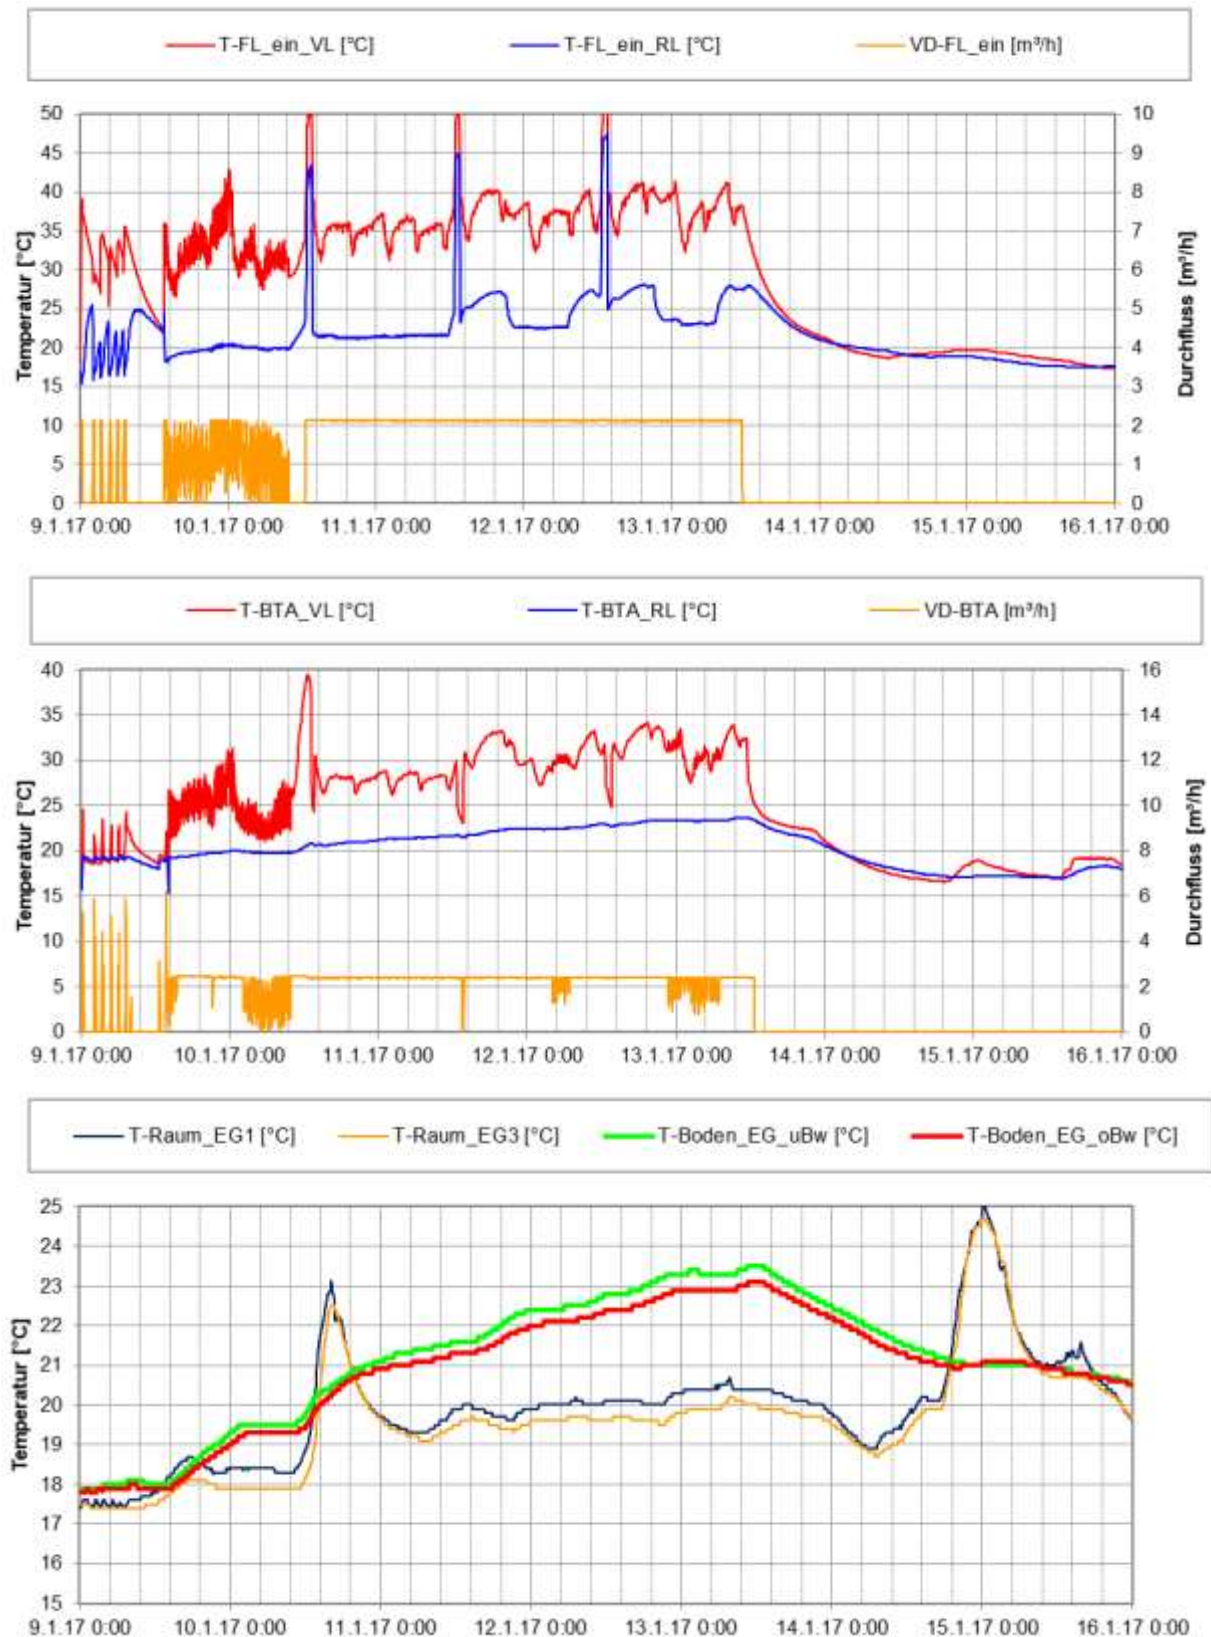 T-FL_ein_VL [°C] T-FL_ein_RL [°C] VD-FL_ein [m³/h]
50 10
45 9
40 8
35 7
30 6
25 5
20 4
15 3
10 2
5 1
0 0
Temperatur [°C]
Durchfluss [m³/h]
9.1.17 0:00 10.1.17 0:00 11.1.17 0:00 12.1.17 0:00 13.1.17 0:00 14.1.17 0:00 15.1.17 0:00 16.1.17 0:00
T-BTA_VL [°C] T-BTA_RL [°C] VD-BTA [m³/h]
40 16
35 14
30 12
25 10
20 8
15 6
10 4
5 2
0 0
Temperatur [°C]
Durchfluss [m³/h]
9.1.17 0:00 10.1.17 0:00 11.1.17 0:00 12.1.17 0:00 13.1.17 0:00 14.1.17 0:00 15.1.17 0:00 16.1.17 0:00
T-Raum_EG1 [°C] T-Raum_EG3 [°C] T-Boden_EG_uBw [°C] T-Boden_EG_oBw [°C]
25
24
23
22
21
20
19
18
17
16
15
Temperatur [°C]
9.1.17 0:00 10.1.17 0:00 11.1.17 0:00 12.1.17 0:00 13.1.17 0:00 14.1.17 0:00 15.1.17 0:00 16.1.17 0:00